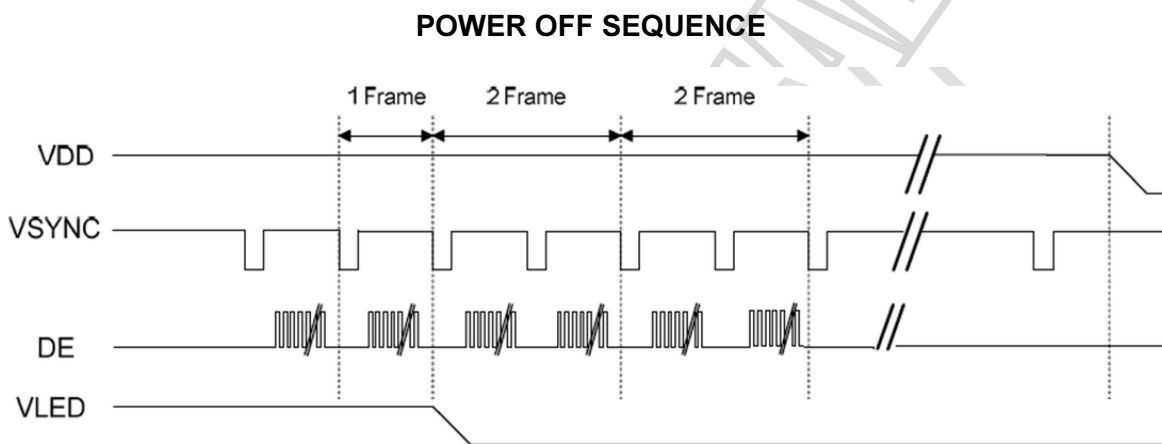 POWER OFF SEQUENCE
1 Frame 2 Frame 2 Frame
VDD
VSYNC
DE
VLED